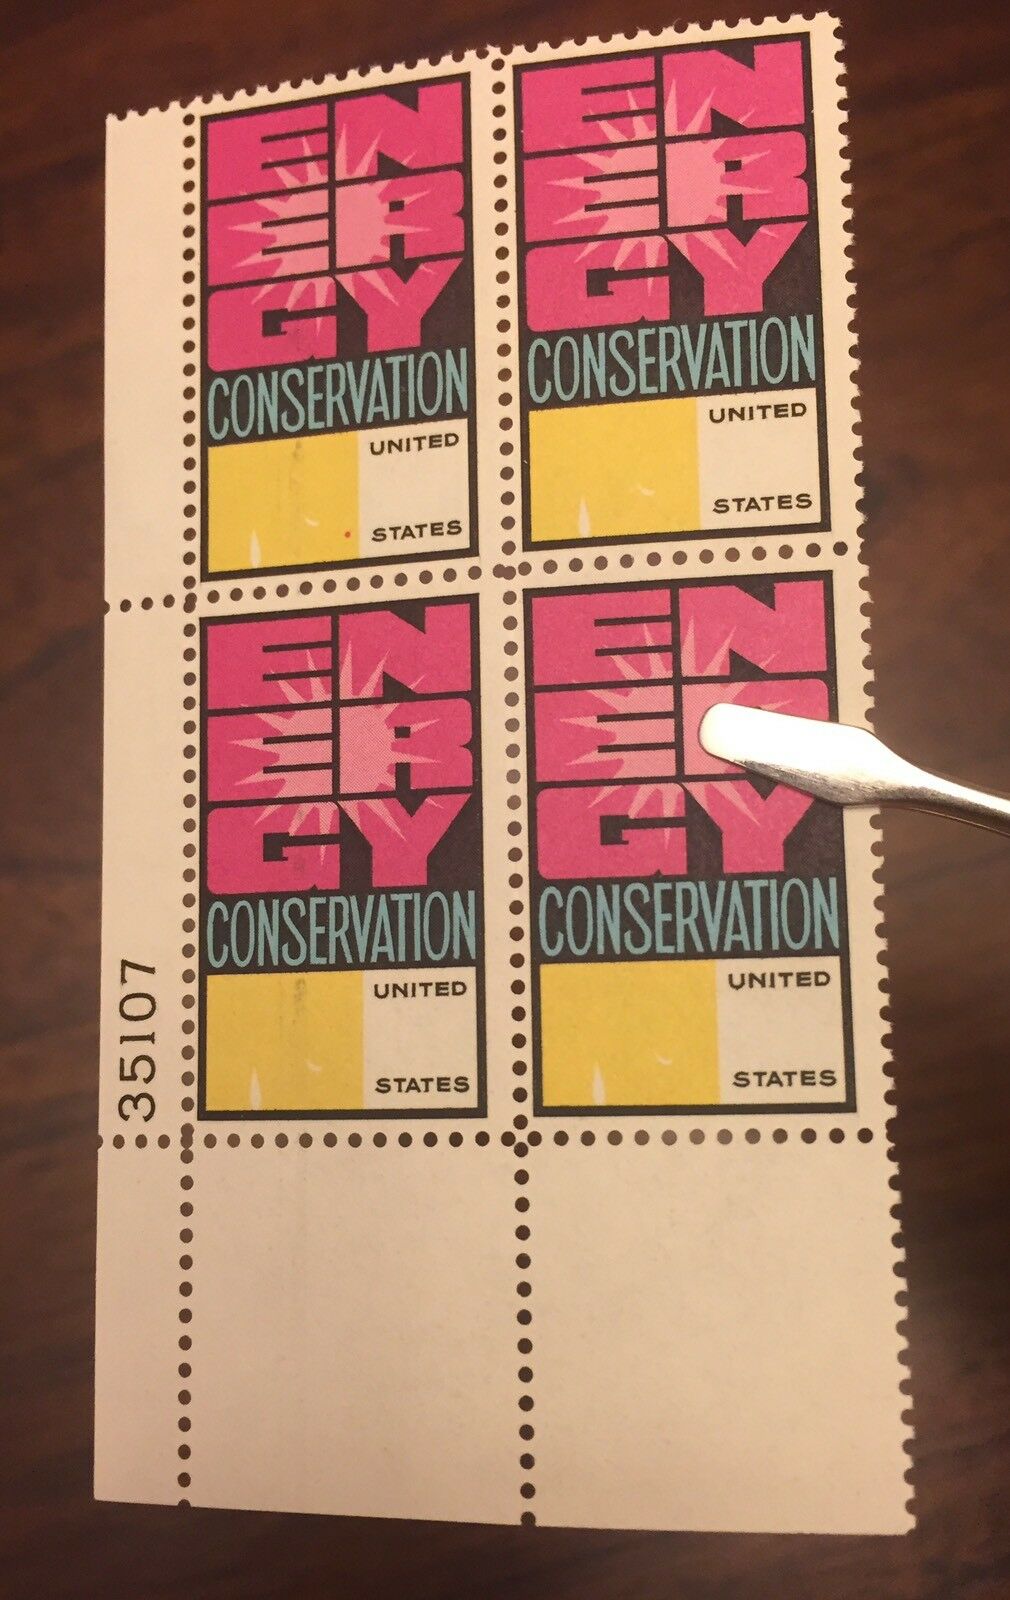 EN
ER
GY
CONSERVATION
UNITED
STATES
EN
ER
GY
CONSERVATION
UNITED
STATES
EN
ER
GY
CONSERVATION
UNITED
STATES
EN
ER
GY
CONSERVATION
UNITED
STATES
35107